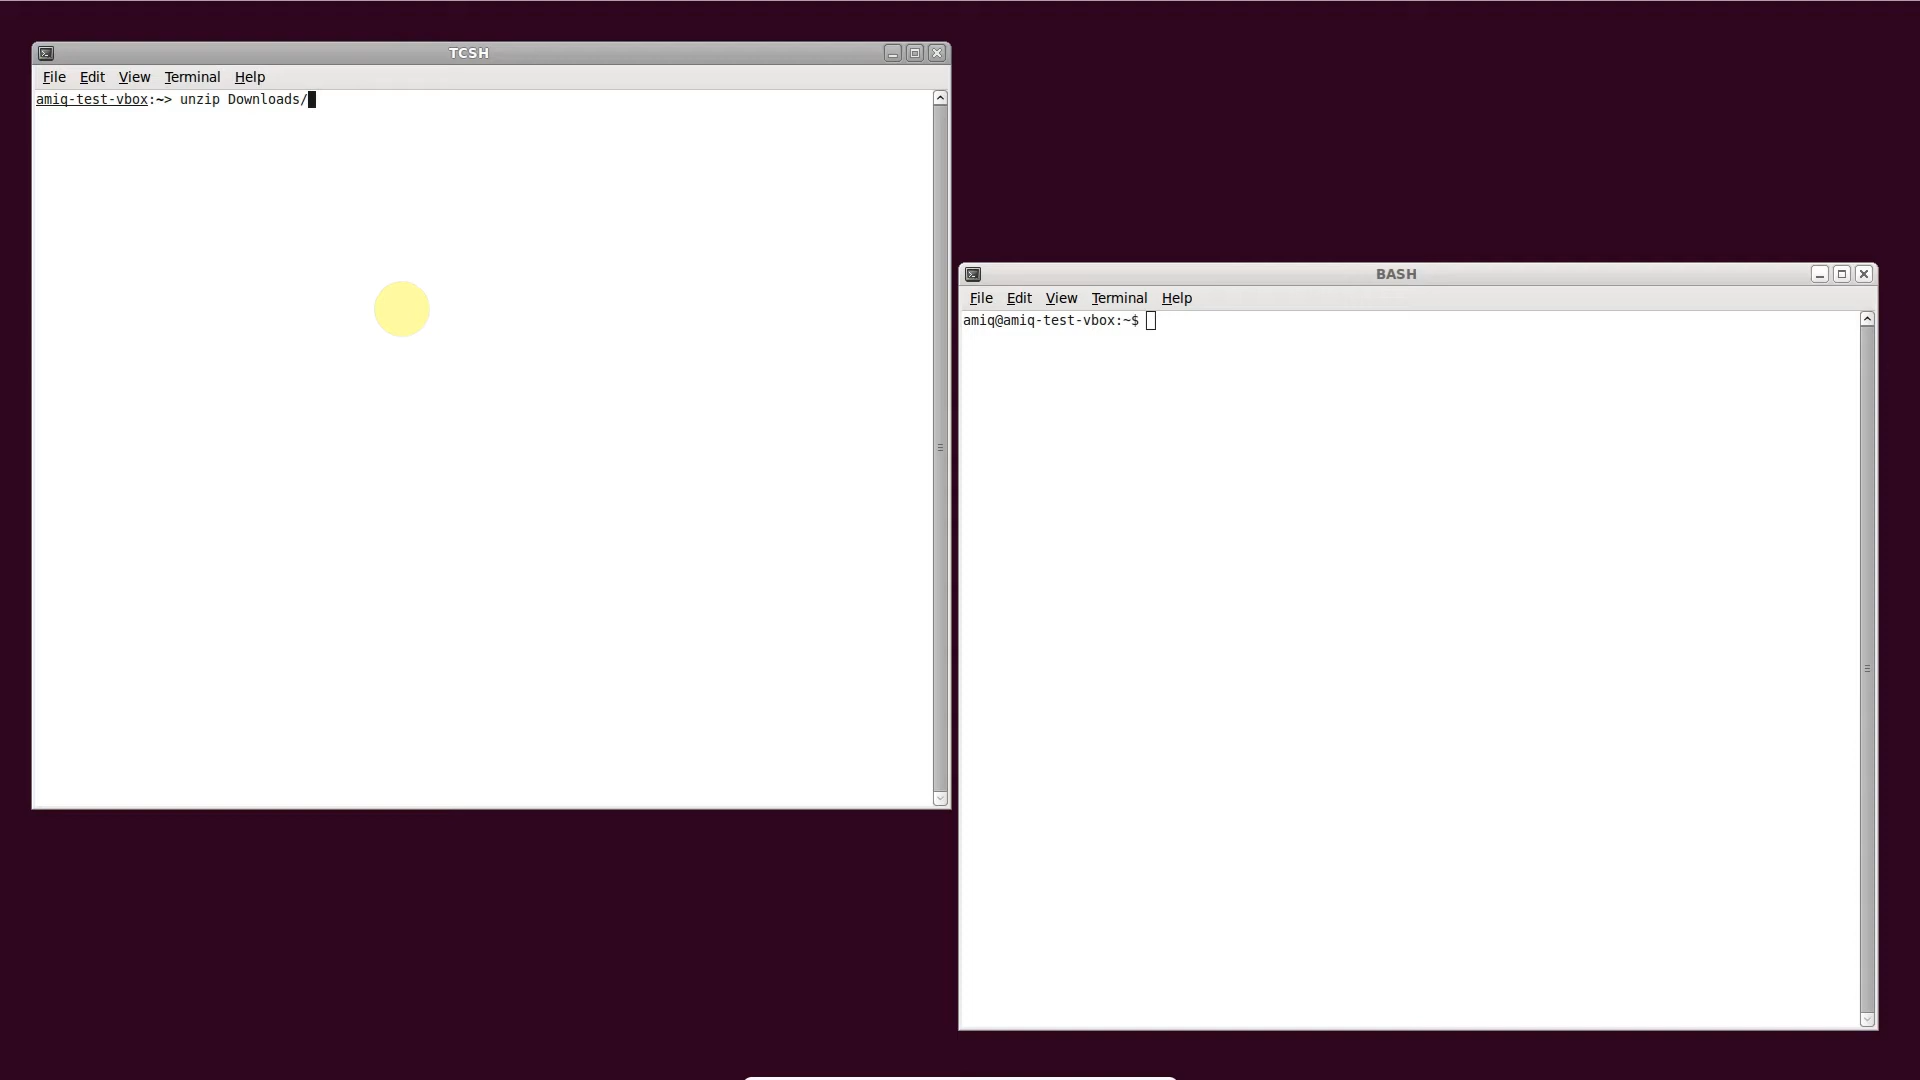 TCSH
File Edit View Terminal Help
amiq-test-vbox:~> unzip Downloads/
BASH
File Edit View Terminal Help
amiq@amiq-test-vbox:~$